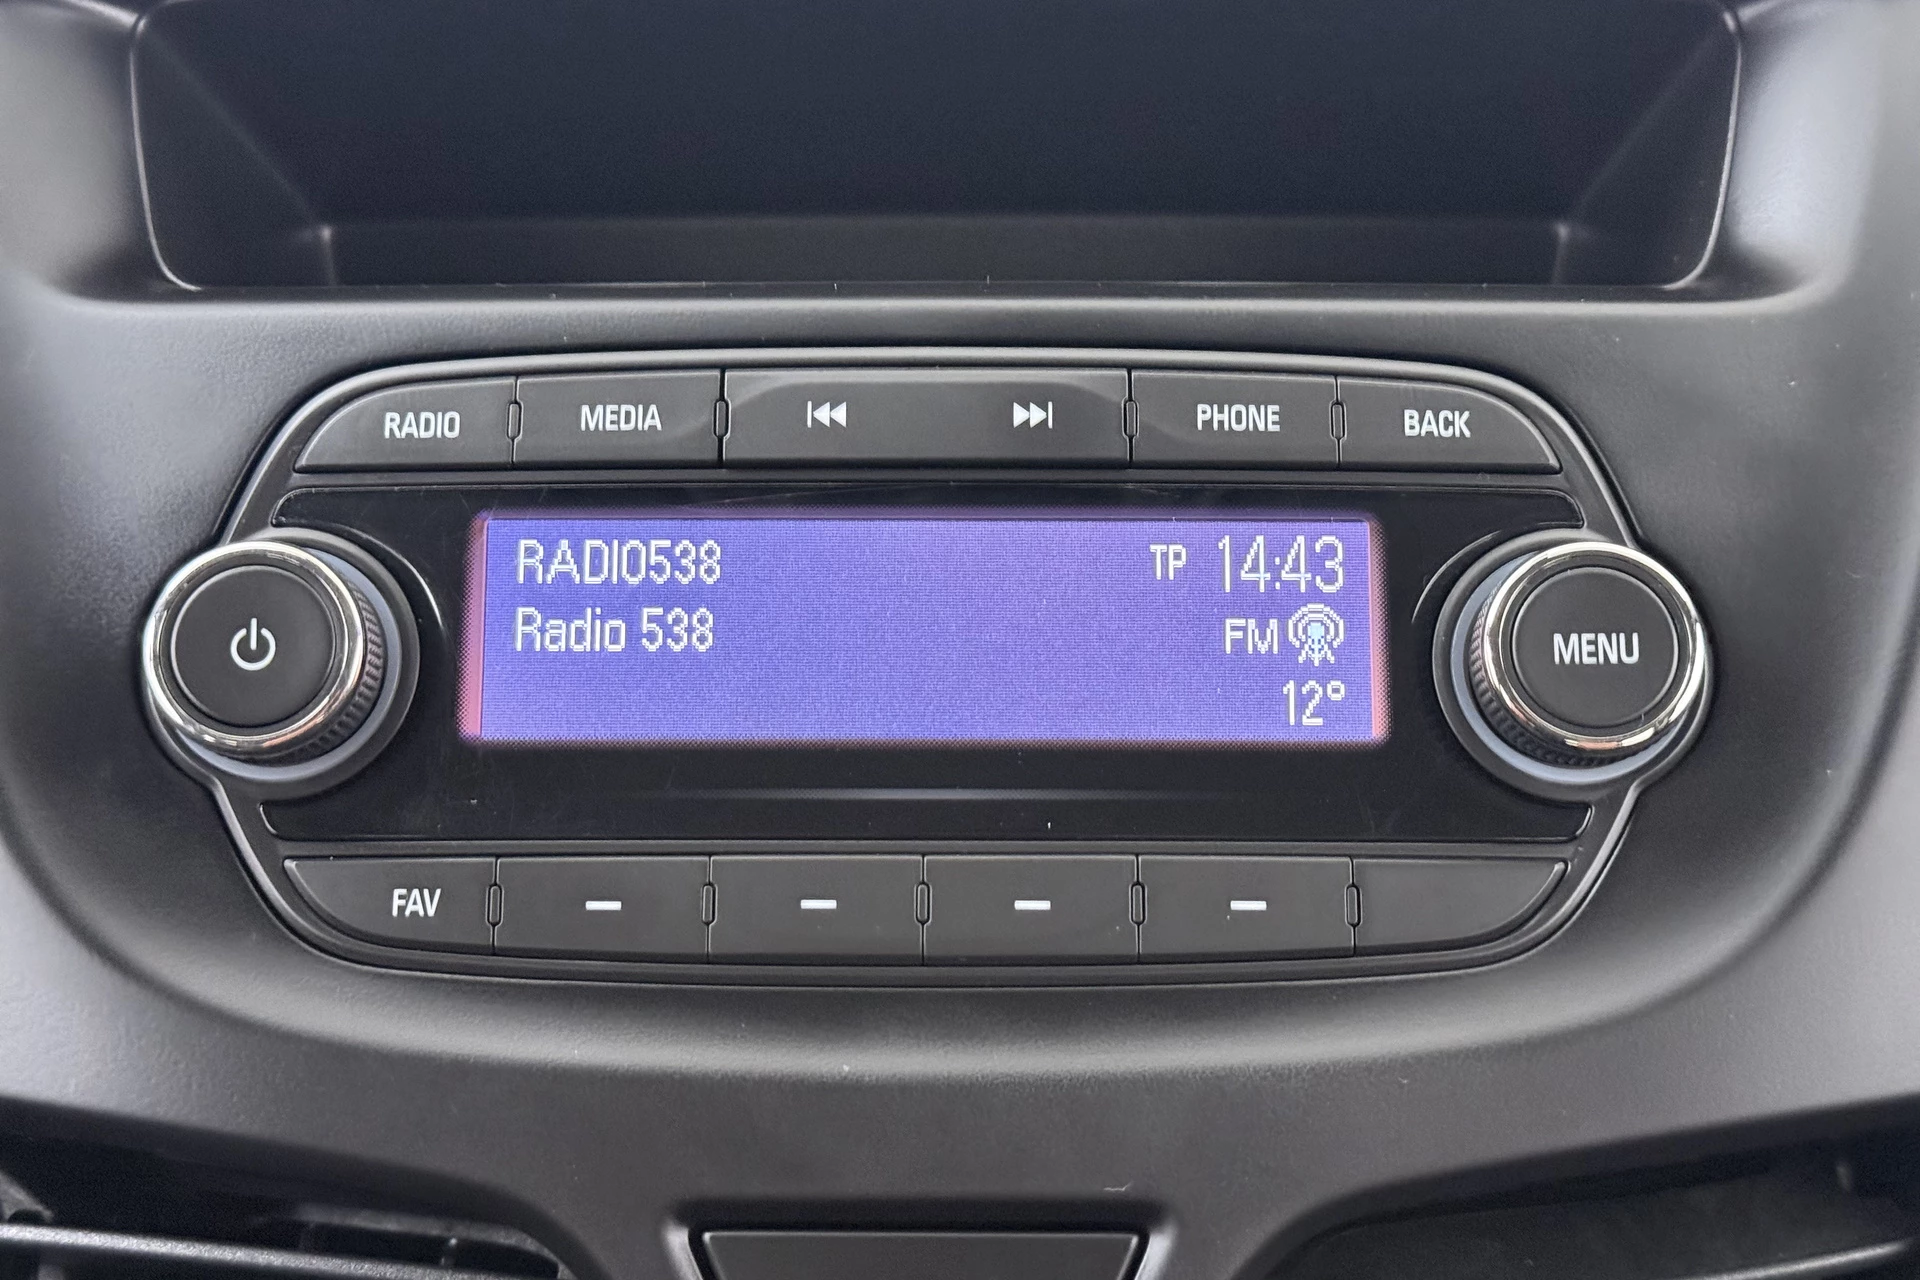 RADIO MEDIA PHONE BACK
RADIO538 TP 14:43
Radio 538 FM
12°
MENU
FAV